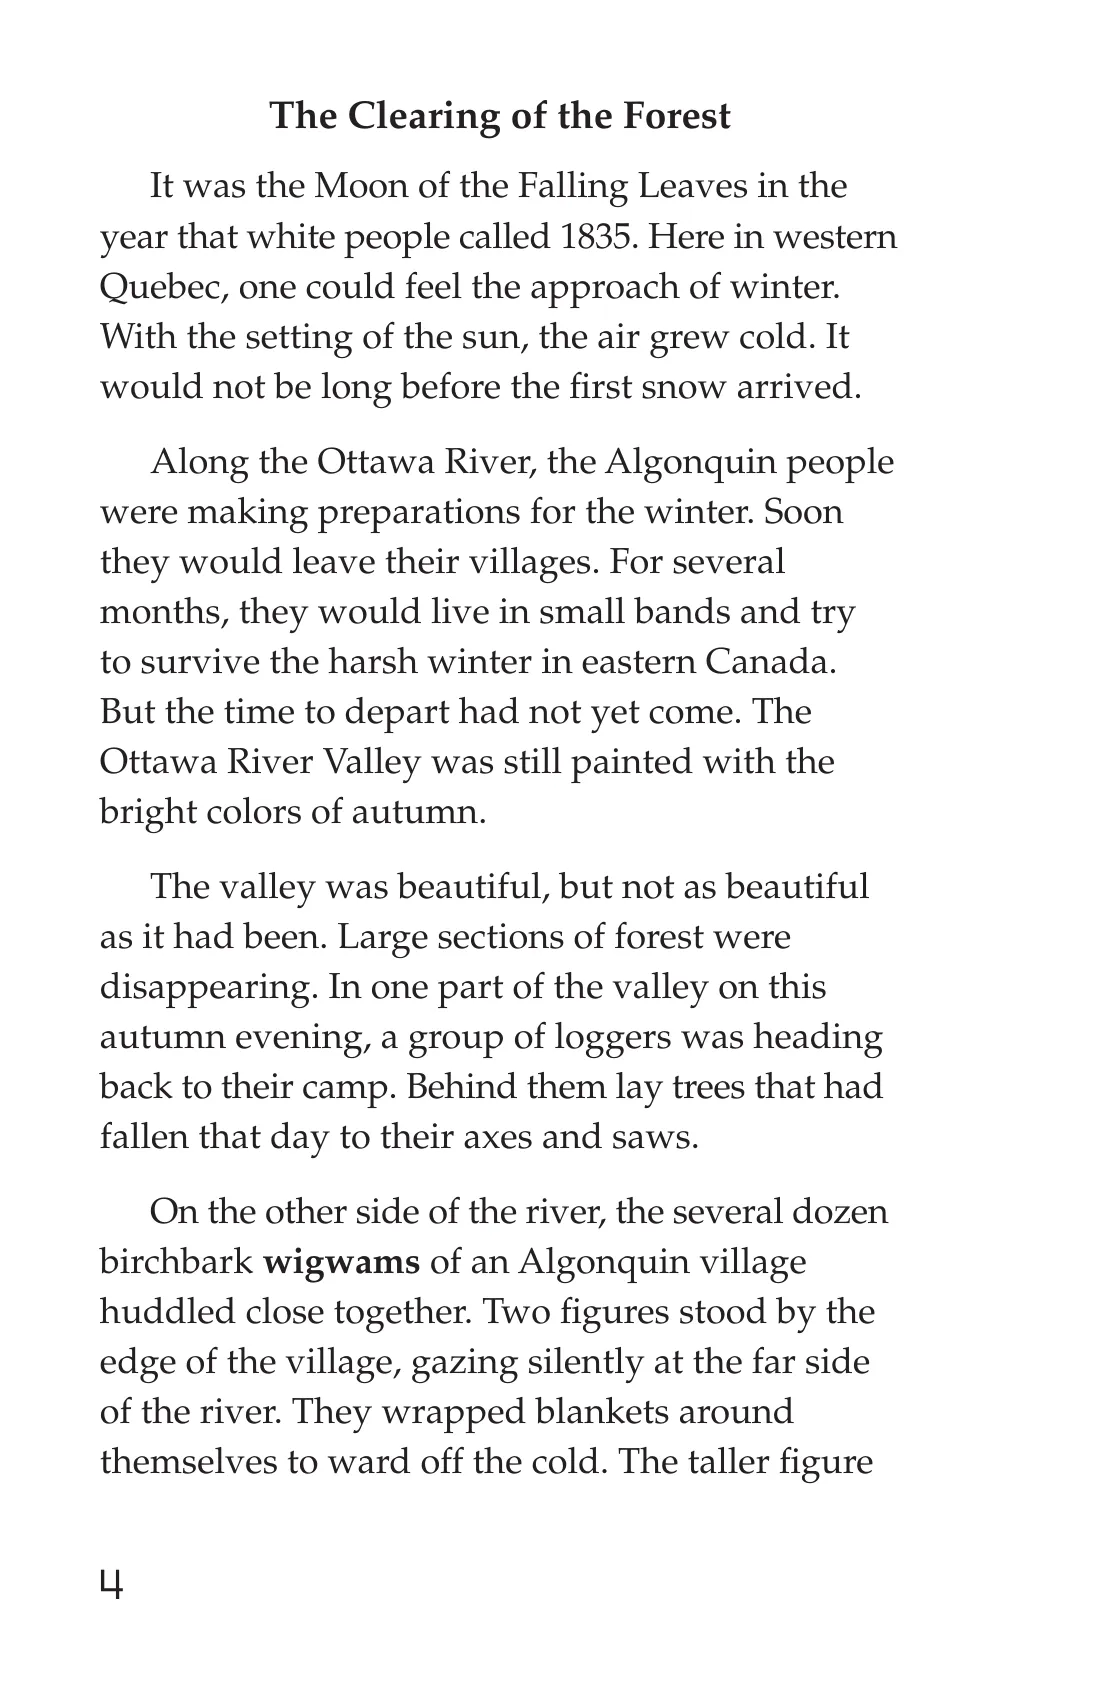 The Clearing of the Forest
It was the Moon of the Falling Leaves in the
year that white people called 1835. Here in western
Quebec, one could feel the approach of winter.
With the setting of the sun, the air grew cold. It
would not be long before the first snow arrived.
Along the Ottawa River, the Algonquin people
were making preparations for the winter. Soon
they would leave their villages. For several
months, they would live in small bands and try
to survive the harsh winter in eastern Canada.
But the time to depart had not yet come. The
Ottawa River Valley was still painted with the
bright colors of autumn.
The valley was beautiful, but not as beautiful
as it had been. Large sections of forest were
disappearing. In one part of the valley on this
autumn evening, a group of loggers was heading
back to their camp. Behind them lay trees that had
fallen that day to their axes and saws.
On the other side of the river, the several dozen
birchbark wigwams of an Algonquin village
huddled close together. Two figures stood by the
edge of the village, gazing silently at the far side
of the river. They wrapped blankets around
themselves to ward off the cold. The taller figure
4